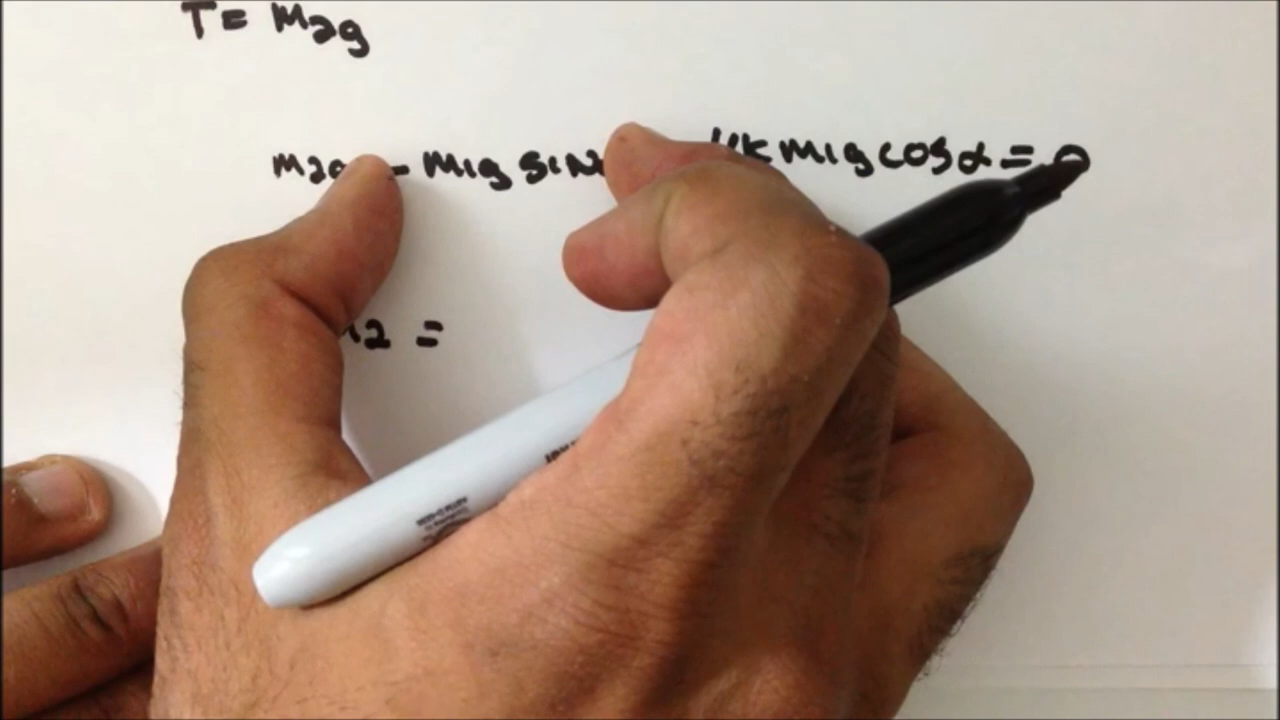 T = m2g
m2g - m1g sin μk m1g cos α = 0
m2 =